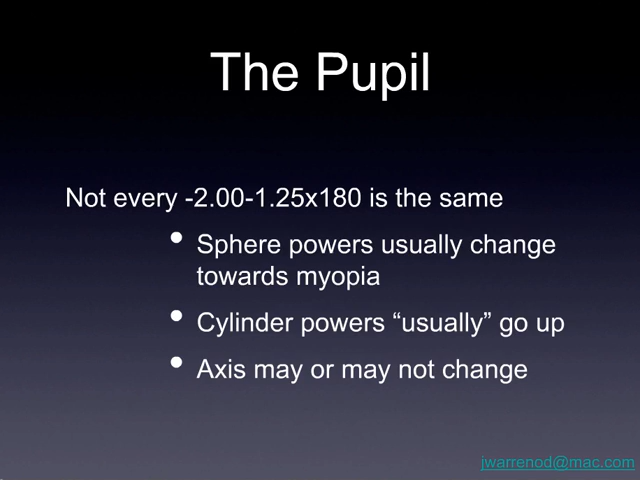 The Pupil
Not every -2.00-1.25x180 is the same
• Sphere powers usually change
towards myopia
• Cylinder powers “usually” go up
• Axis may or may not change
jwarrenod@mac.com